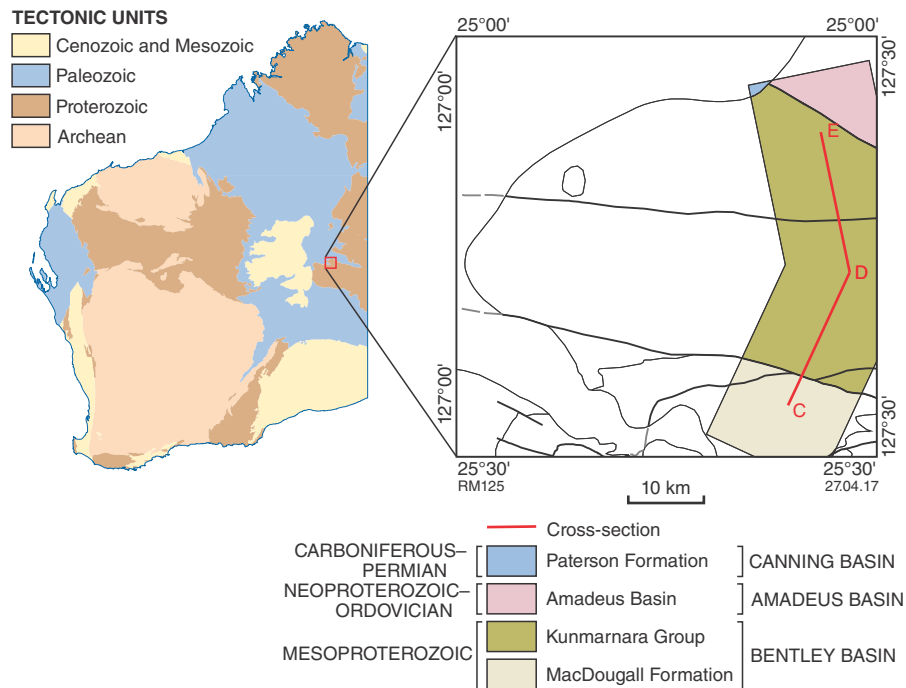 TECTONIC UNITS
Cenozoic and Mesozoic
Paleozoic
Proterozoic
Archean
25°00' 25°00'
127°00' 127°30'
E
D
C
127°00' 127°30'
25°30' 25°30'
RM125 27.04.17
10 km
Cross-section
CARBONIFEROUS–
PERMIAN
Paterson Formation
CANNING BASIN
NEOPROTEROZOIC–
ORDOVICIAN
Amadeus Basin
AMADEUS BASIN
MESOPROTEROZOIC
Kunmarnara Group
MacDougall Formation
BENTLEY BASIN